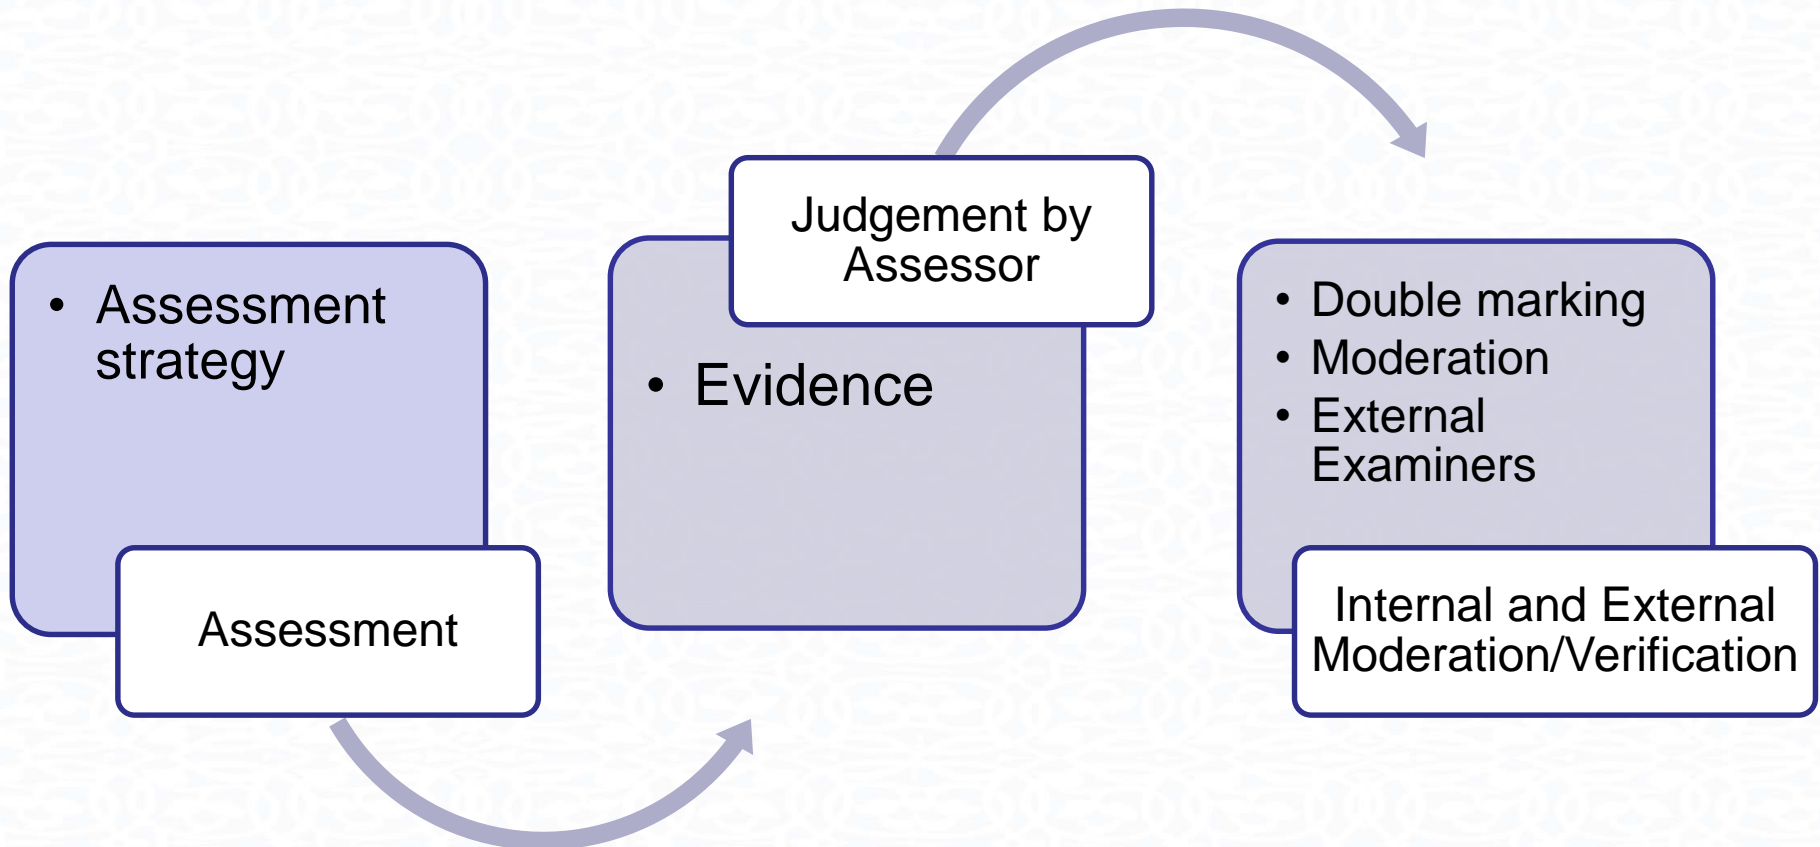 • Assessment
strategy
Assessment
Judgement by
Assessor
• Evidence
• Double marking
• Moderation
• External
Examiners
Internal and External
Moderation/Verification